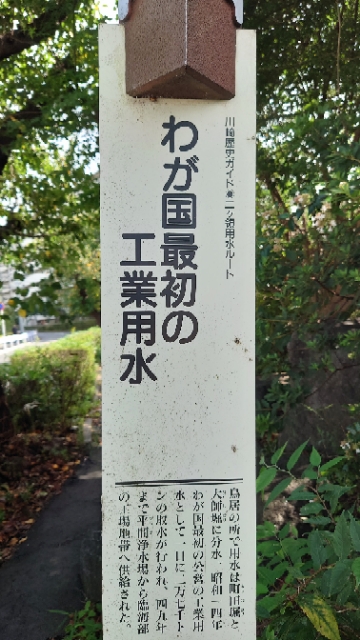 川崎歴史ガイド・二ヶ領用水ルート
わが国最初の
工業用水
鳥居の所で用水は町田堀と
大師堀に分水。昭和一四年
わが国最初の公営の工業用
水として、日に二万七千ト
ンの取水が行われ、四九年
まで平間浄水場から臨海部
の工場地帯へ供給された。